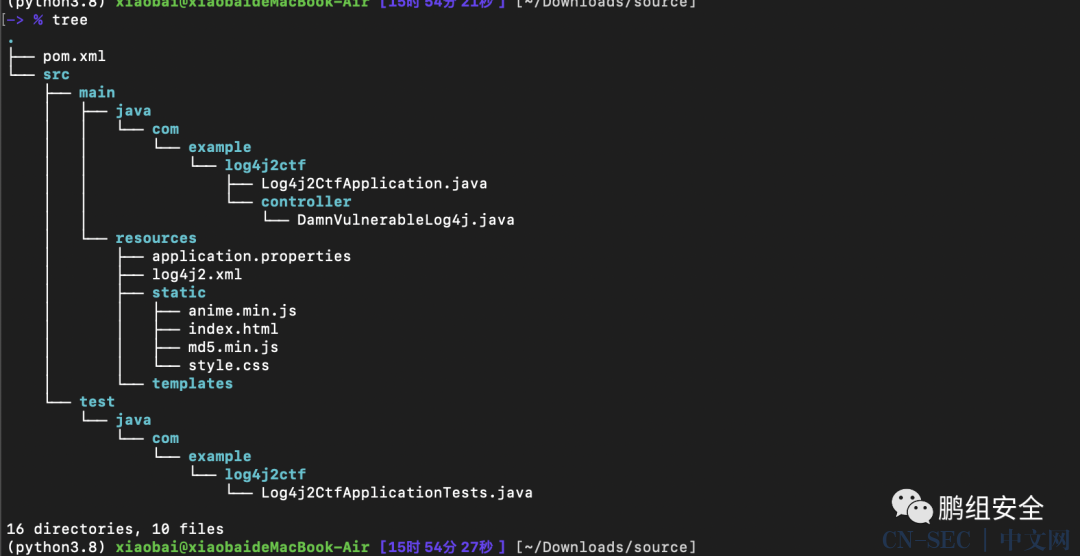 (python3.8) xiaobai@xiaobaideMacBook-Air [15时 54分 21秒 ] [~/Downloads/source]
[-> % tree
.
├── pom.xml
└── src
    ├── main
    │   ├── java
    │   │   └── com
    │   │       └── example
    │   │           └── log4j2ctf
    │   │               ├── Log4j2CtfApplication.java
    │   │               └── controller
    │   │                   └── DamnVulnerableLog4j.java
    │   └── resources
    │       ├── application.properties
    │       ├── log4j2.xml
    │       ├── static
    │       │   ├── anime.min.js
    │       │   ├── index.html
    │       │   ├── md5.min.js
    │       │   └── style.css
    │       └── templates
    └── test
        └── java
            └── com
                └── example
                    └── log4j2ctf
                        └── Log4j2CtfApplicationTests.java
鹏组安全
16 directories, 10 files
CN-SEC | 中文网
(python3.8) xiaobai@xiaobaideMacBook-Air [15时 54分 27秒 ] [~/Downloads/source]